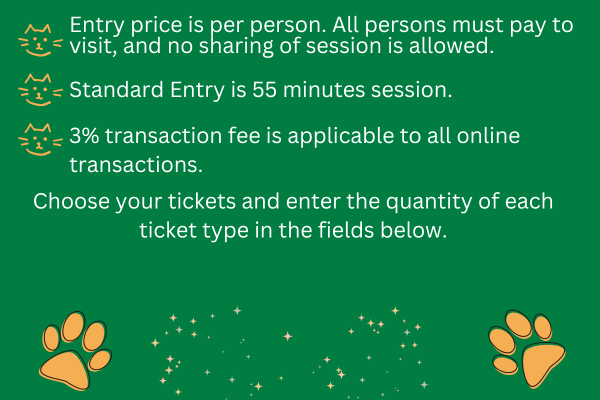 Entry price is per person. All persons must pay to
visit, and no sharing of session is allowed.
Standard Entry is 55 minutes session.
3% transaction fee is applicable to all online
transactions.
Choose your tickets and enter the quantity of each
ticket type in the fields below.